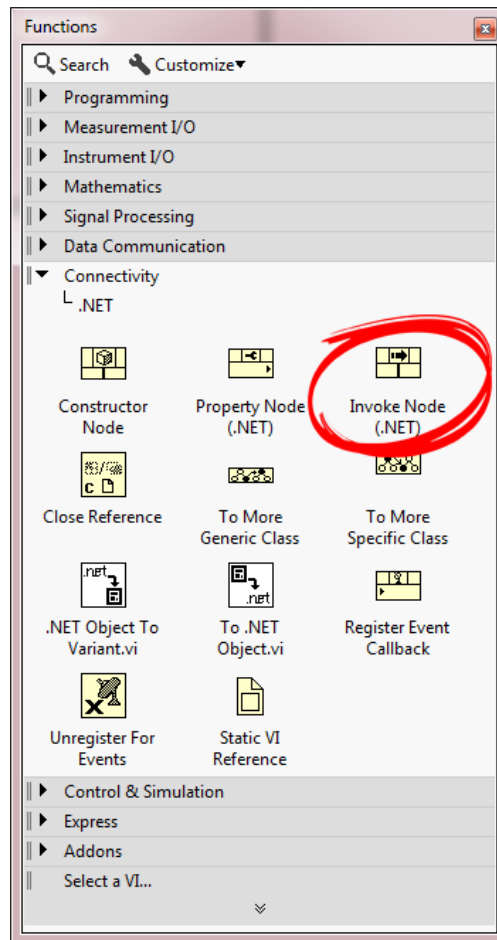 Functions
Search Customize▾
Programming
Measurement I/O
Instrument I/O
Mathematics
Signal Processing
Data Communication
Connectivity
.NET
Constructor Property Node Invoke Node
Node (.NET) (.NET)
Close Reference To More To More
Generic Class Specific Class
.net .net
.NET Object To To .NET Register Event
Variant.vi Object.vi Callback
Unregister For Static VI
Events Reference
Control & Simulation
Express
Addons
Select a VI...